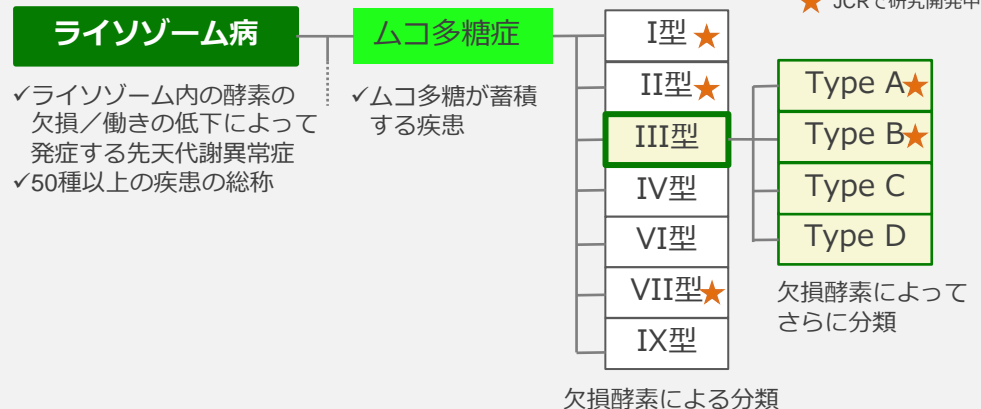 ★ JCRで研究開発中
ライソゾーム病
ムコ多糖症
✓ライソゾーム内の酵素の
欠損／働きの低下によって
発症する先天代謝異常症
✓50種以上の疾患の総称
✓ムコ多糖が蓄積
する疾患
I型 ★
II型 ★
III型
IV型
VI型
VII型 ★
IX型
欠損酵素による分類
Type A ★
Type B ★
Type C
Type D
欠損酵素によって
さらに分類